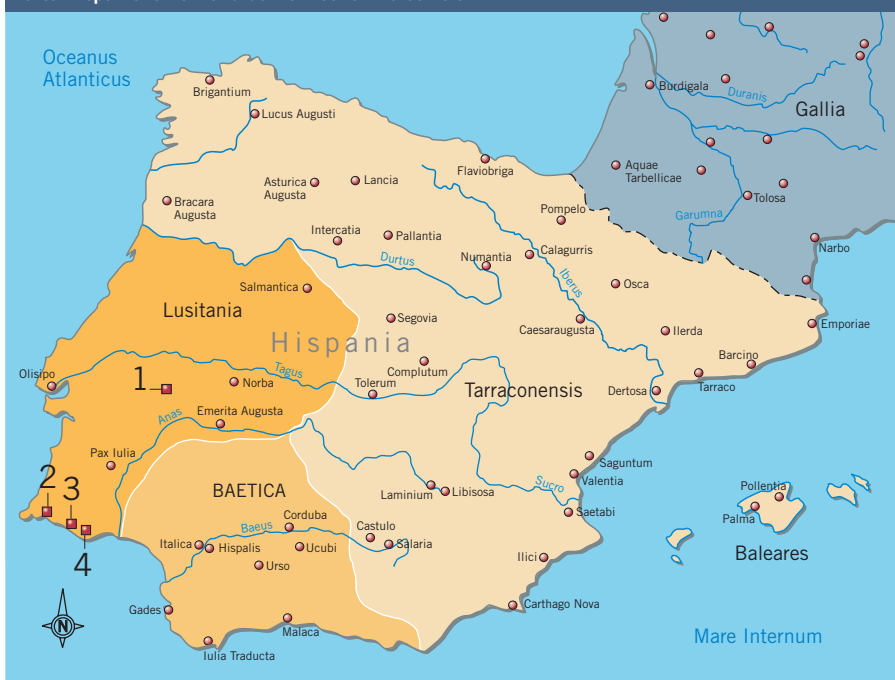 Oceanus
Atlanticus
Brigantium
Lucus Augusti
Burdigala
Duranis
Gallia
Flaviobriga
Aquae
Tarbellicae
Asturica
Augusta
Lancia
Tolosa
Bracara
Augusta
Pompelo
Garumna
Intercatia
Pallantia
Narbo
Durtus
Numantia
Calagurris
Iberus
Osca
Salmantica
Lusitania
Segovia
Caesaraugusta
Ilerda
Emporiae
Hispania
Complutum
Barcino
Olisipo
Tagus
1
Norba
Tolerum
Tarraconensis
Dertosa
Tarraco
Anas
Emerita Augusta
Pax Iulia
Saguntum
Valentia
2
3
BAETICA
Laminium
Libisosa
Sucro
Saetabi
Pollentia
Palma
4
Corduba
Baeus
Castulo
Italica
Hispalis
Ucubi
Salaria
Urso
Ilici
Baleares
Gades
Malaca
Carthago Nova
N
Iulia Traducta
Mare Internum